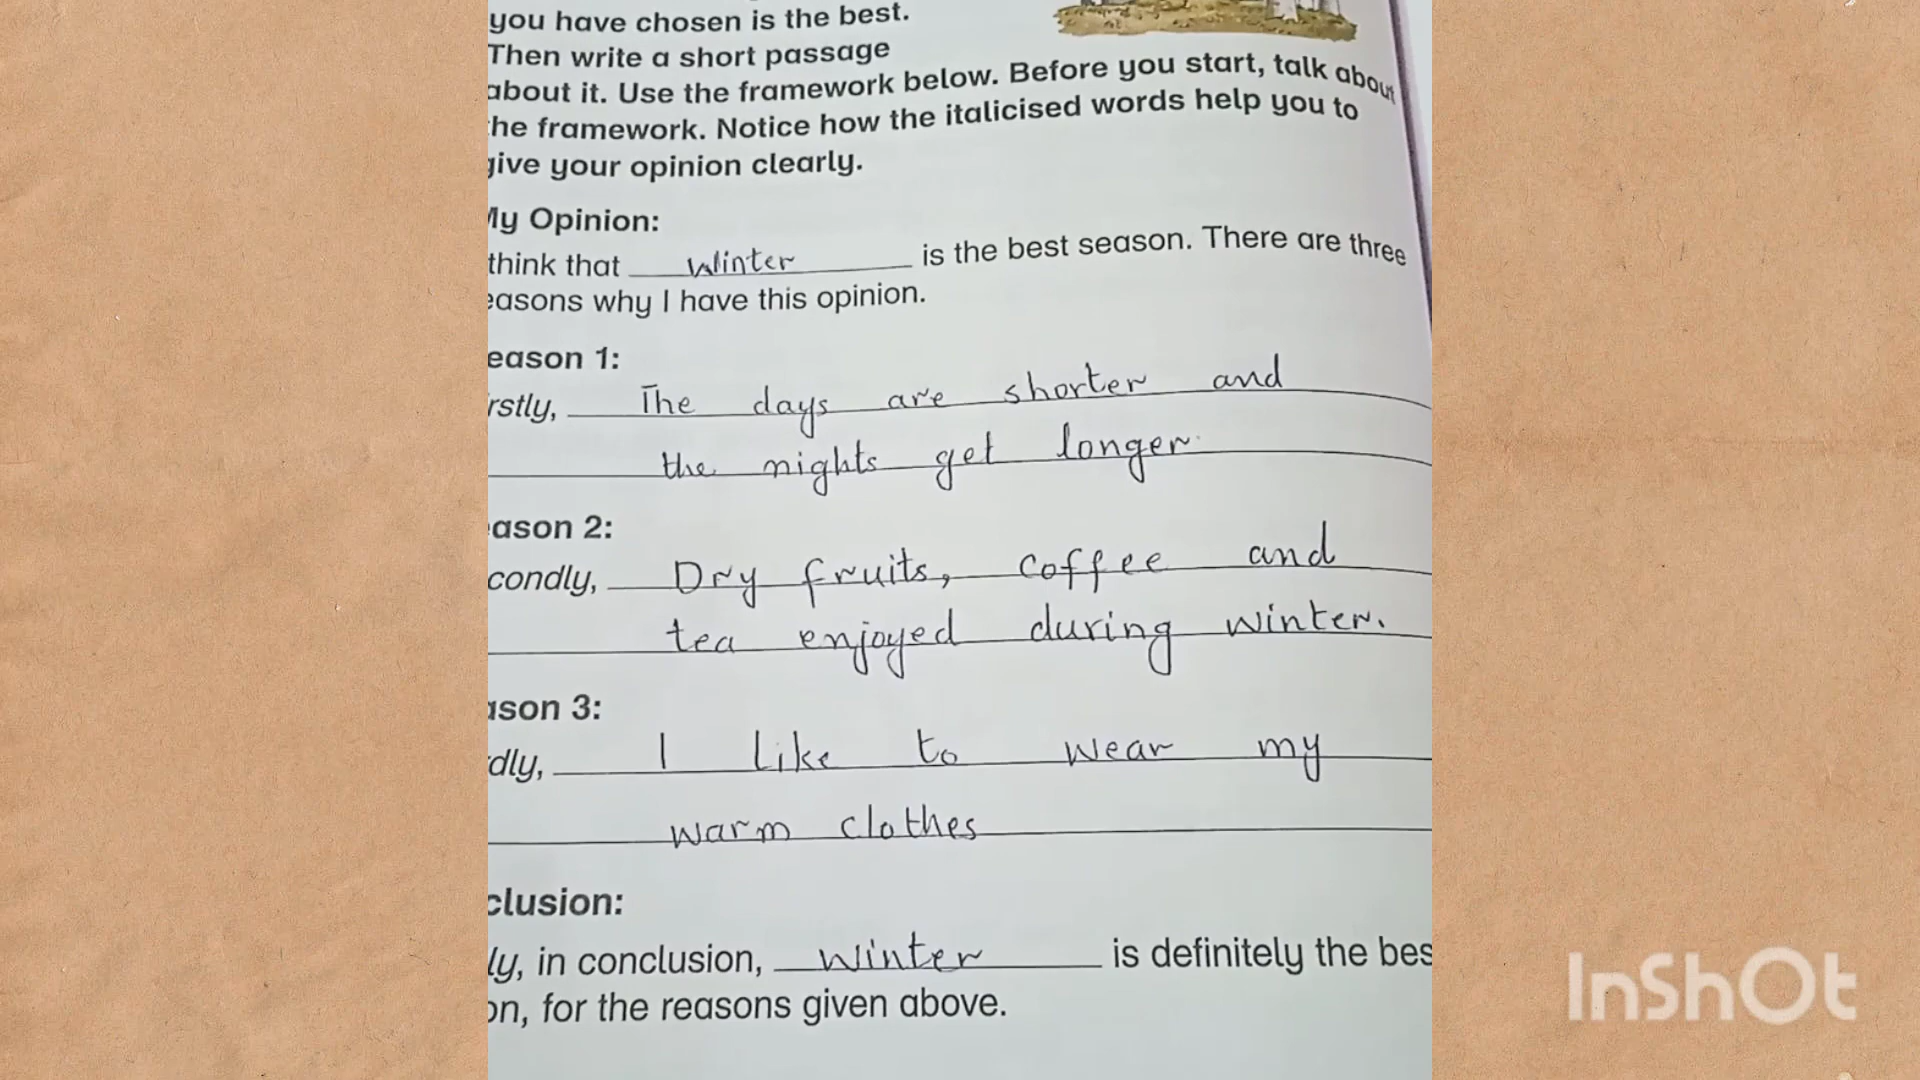 you have chosen is the best.
Then write a short passage
about it. Use the framework below. Before you start, talk about
he framework. Notice how the italicised words help you to
give your opinion clearly.
My Opinion:
think that Winter is the best season. There are three
easons why I have this opinion.
eason 1:
rstly, The days are shorter and
the nights get longer.
ason 2:
condly, Dry fruits, coffee and
tea enjoyed during winter.
ason 3:
dly, I like to wear my
warm clothes
clusion:
ly, in conclusion, Winter is definitely the bes
on, for the reasons given above.
InShOt